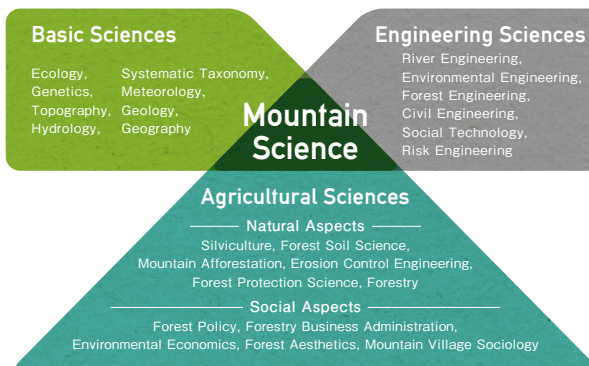 Basic Sciences
Ecology, Systematic Taxonomy,
Genetics, Meteorology,
Topography, Geology,
Hydrology, Geography
Engineering Sciences
River Engineering,
Environmental Engineering,
Forest Engineering,
Civil Engineering,
Social Technology,
Risk Engineering
Mountain
Science
Agricultural Sciences
Natural Aspects
Silviculture, Forest Soil Science,
Mountain Afforestation, Erosion Control Engineering,
Forest Protection Science, Forestry
Social Aspects
Forest Policy, Forestry Business Administration,
Environmental Economics, Forest Aesthetics, Mountain Village Sociology